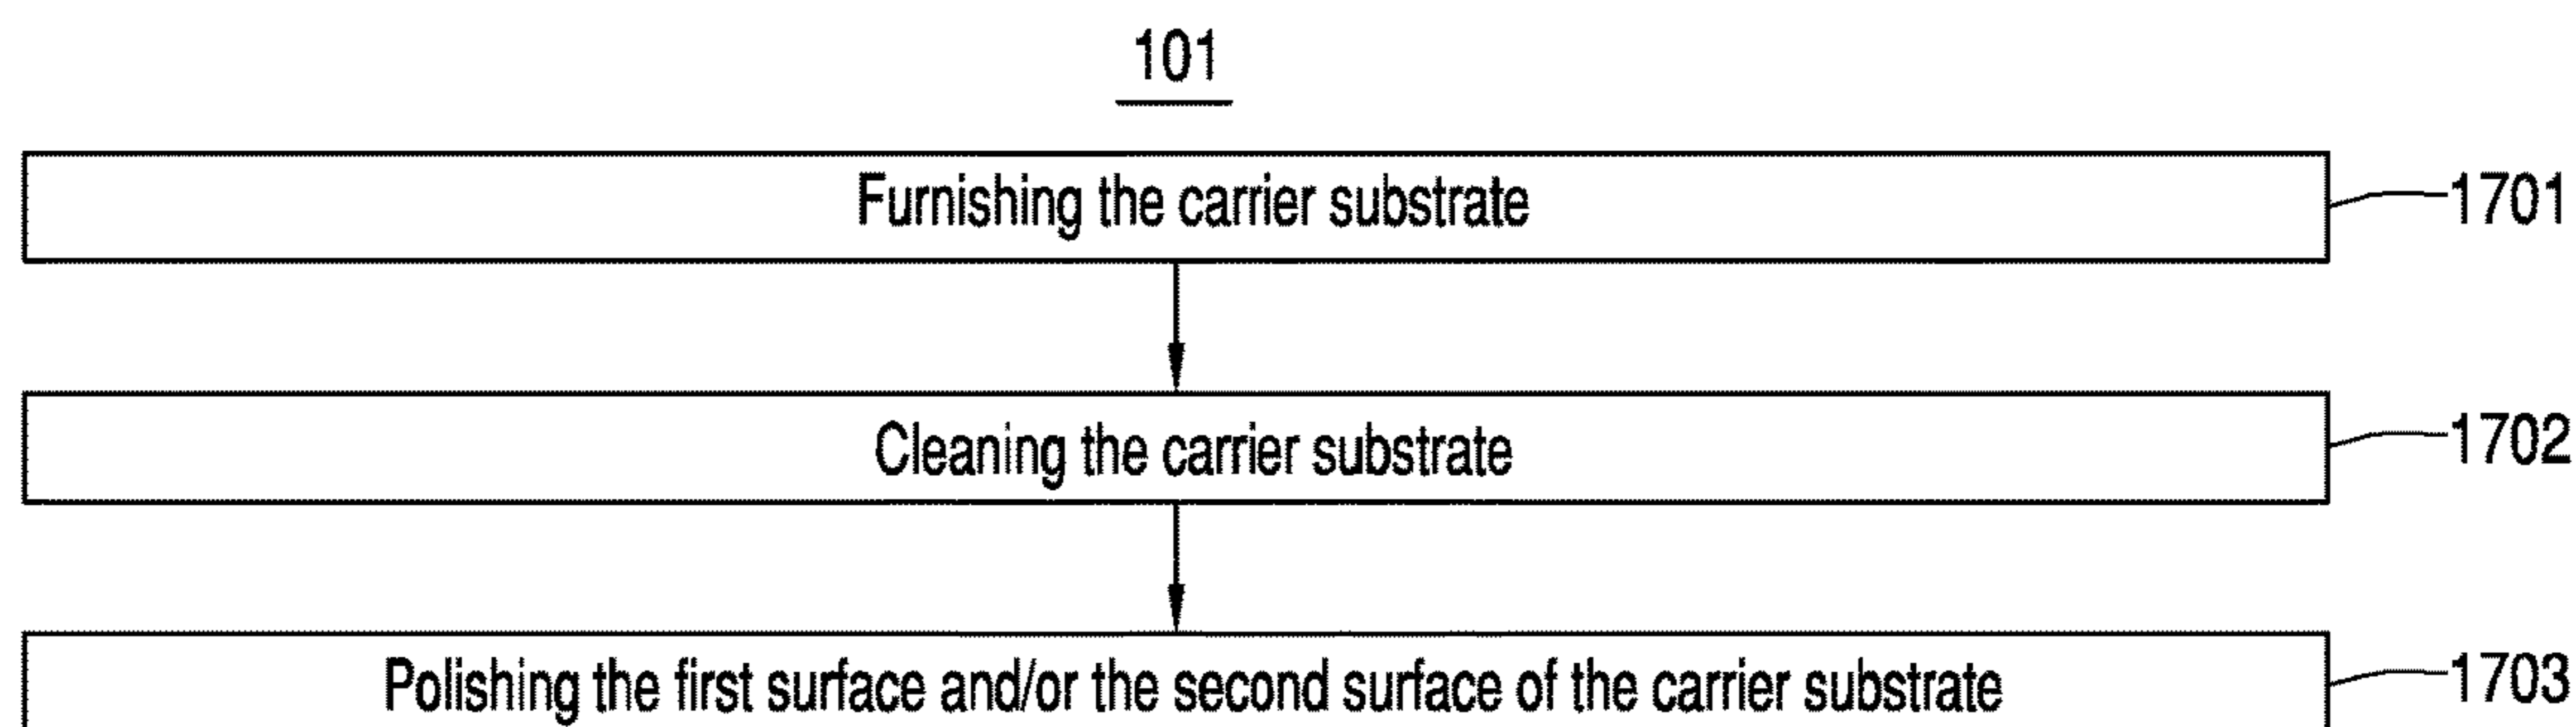 101
Furnishing the carrier substrate
1701
Cleaning the carrier substrate
1702
Polishing the first surface and/or the second surface of the carrier substrate
1703